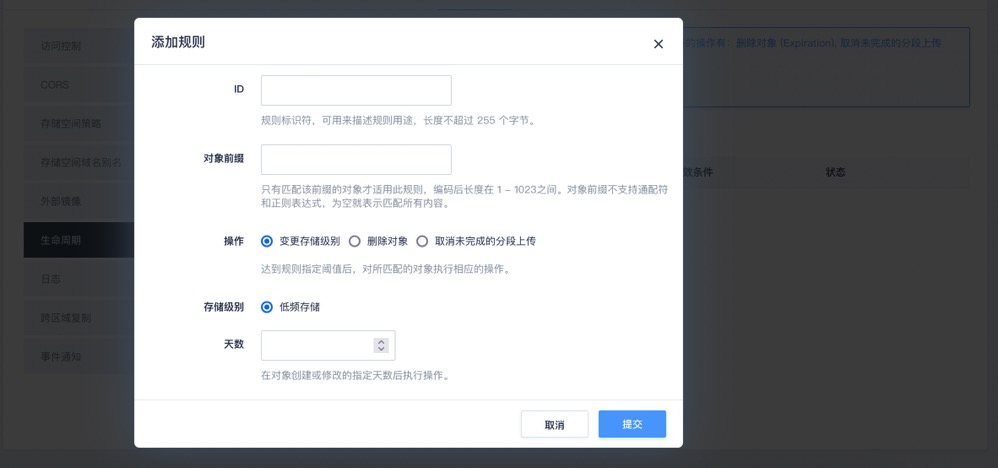 添加规则
ID
规则标识符，可用来描述规则用途，长度不超过 255 个字节。
对象前缀
只有匹配该前缀的对象才适用此规则，编码后长度在 1 – 1023之间。对象前缀不支持通配符
和正则表达式，为空就表示匹配所有内容。
操作 变更存储级别 删除对象 取消未完成的分段上传
达到规则指定阈值后，对所匹配的对象执行相应的操作。
存储级别 低频存储
天数
在对象创建或修改的指定天数后执行操作。
取消 提交
访问控制
CORS
存储空间策略
存储空间域名别名
外部镜像
生命周期
日志
跨区域复制
事件通知
操作有：删除对象 (Expiration), 取消未完成的分段上传
条件 状态